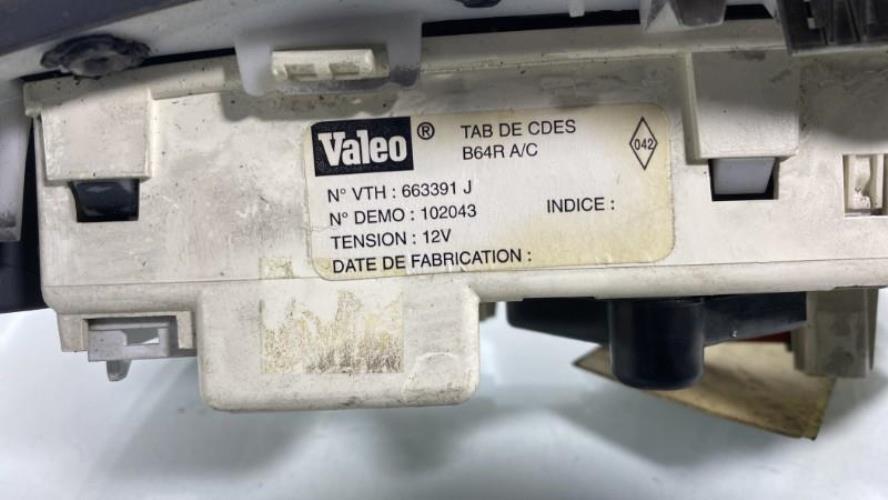 Valeo ® TAB DE CDES
B64R A/C
042
N° VTH : 663391 J
N° DEMO : 102043 INDICE :
TENSION : 12V
DATE DE FABRICATION :